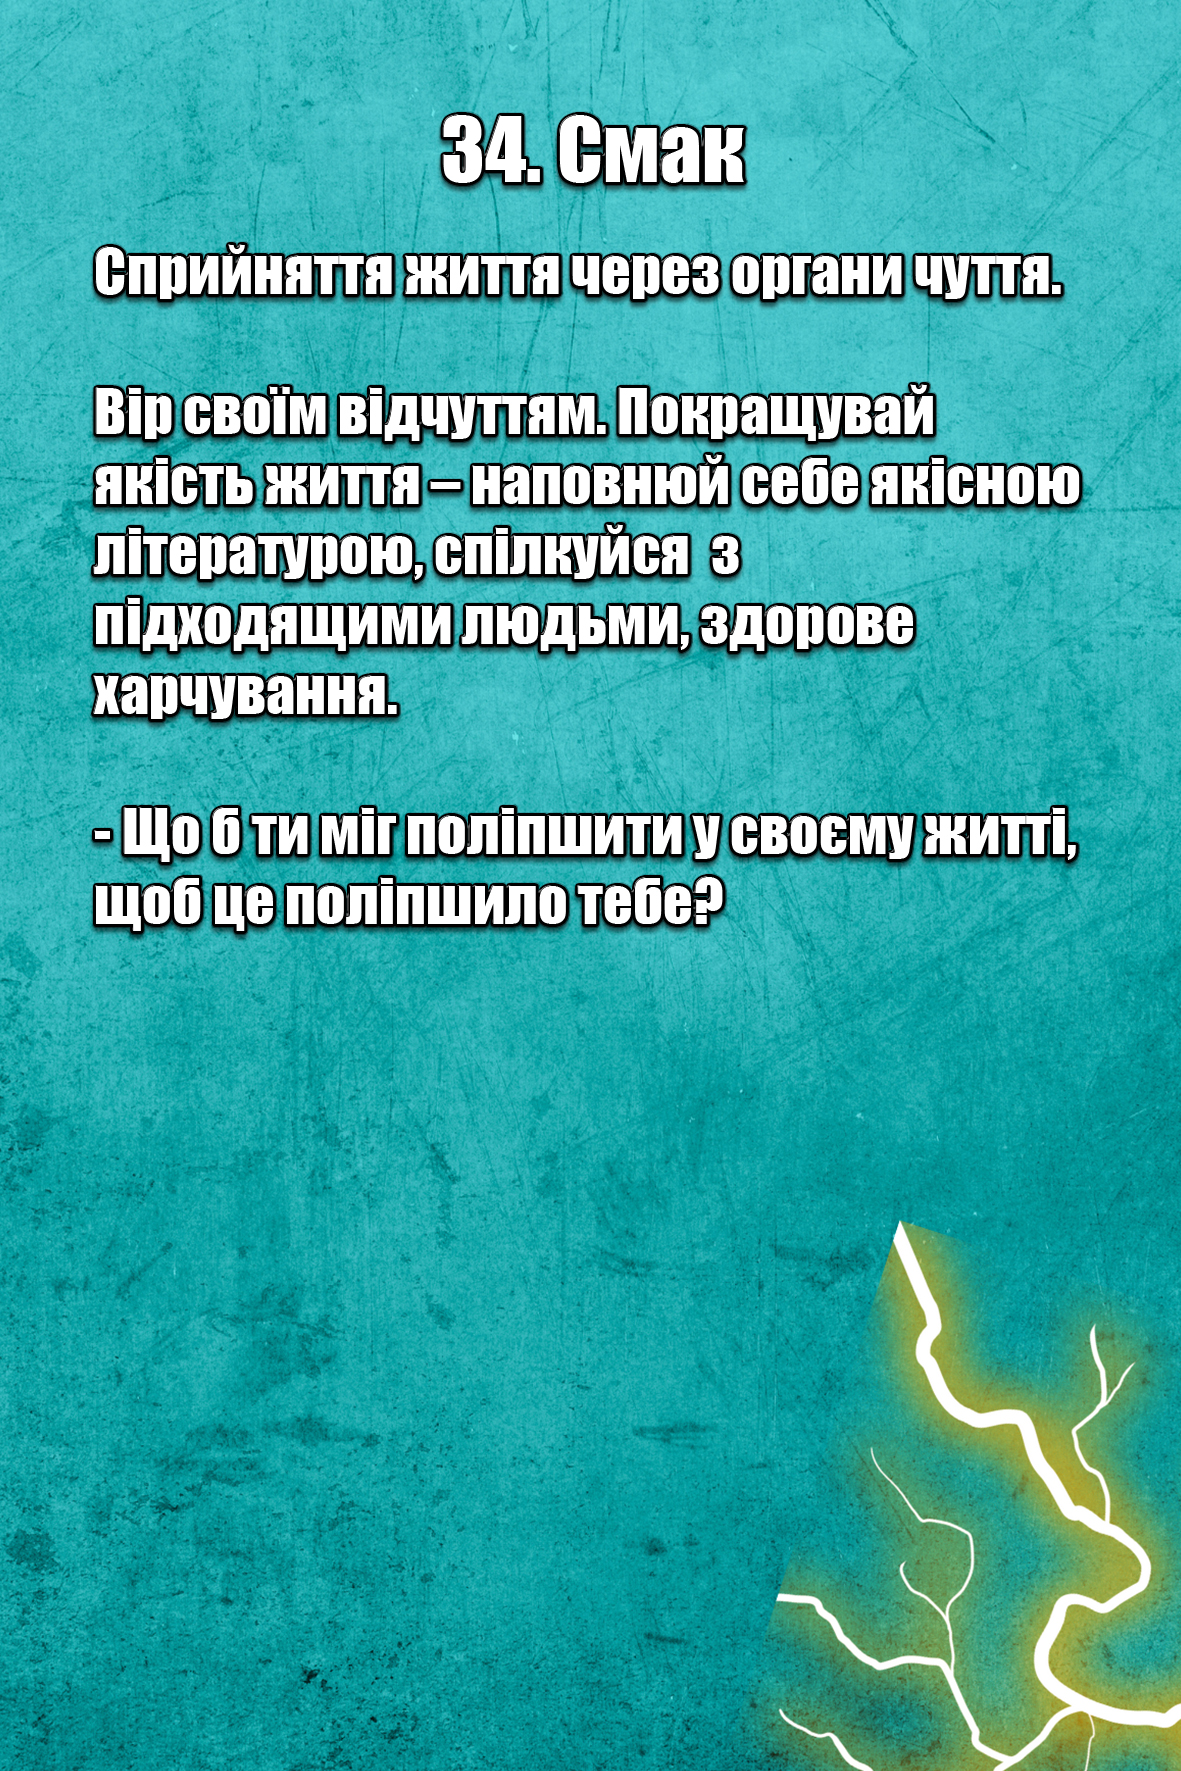 34. Смак
Сприйняття життя через органи чуття.
Вір своїм відчуттям. Покращувай
якість життя – наповнюй себе якісною
літературою, спілкуйся  з
підходящими людьми, здорове
харчування.
- Що б ти міг поліпшити у своєму житті,
щоб це поліпшило тебе?